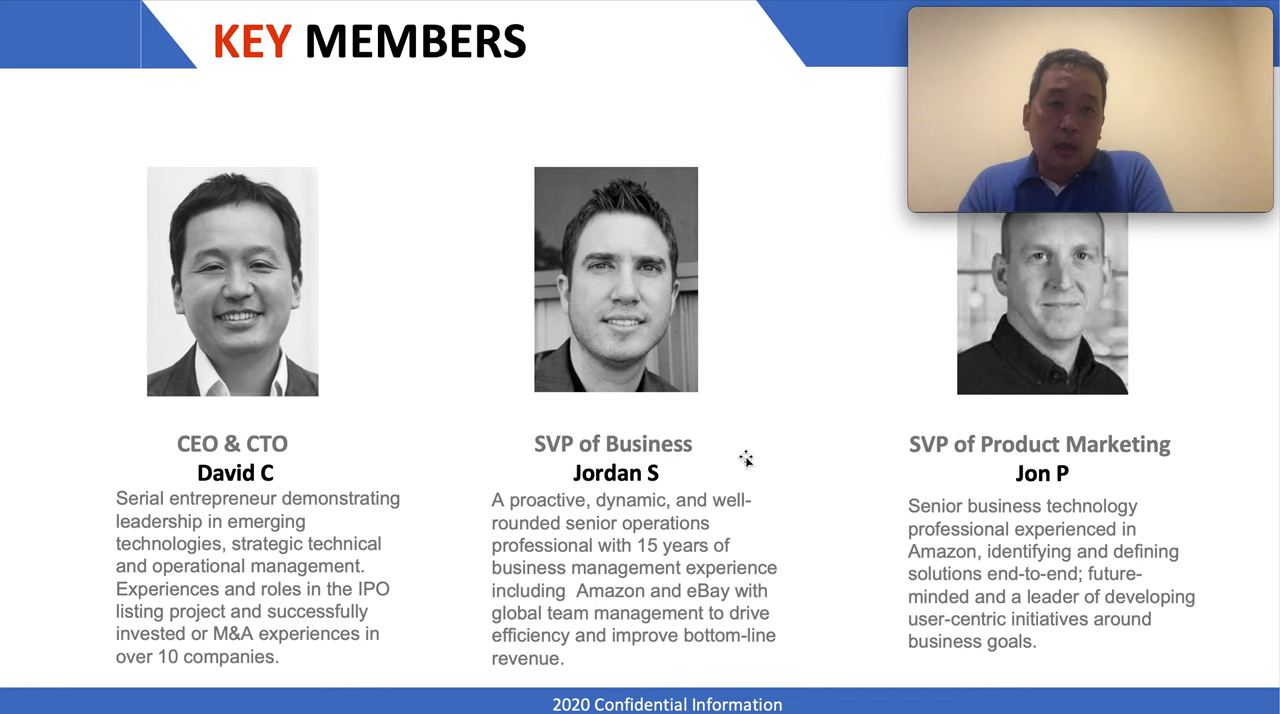 KEY MEMBERS
CEO & CTO
David C
Serial entrepreneur demonstrating
leadership in emerging
technologies, strategic technical
and operational management.
Experiences and roles in the IPO
listing project and successfully
invested or M&A experiences in
over 10 companies.
SVP of Business
Jordan S
A proactive, dynamic, and well-
rounded senior operations
professional with 15 years of
business management experience
including  Amazon and eBay with
global team management to drive
efficiency and improve bottom-line
revenue.
SVP of Product Marketing
Jon P
Senior business technology
professional experienced in
Amazon, identifying and defining
solutions end-to-end; future-
minded and a leader of developing
user-centric initiatives around
business goals.
2020 Confidential Information